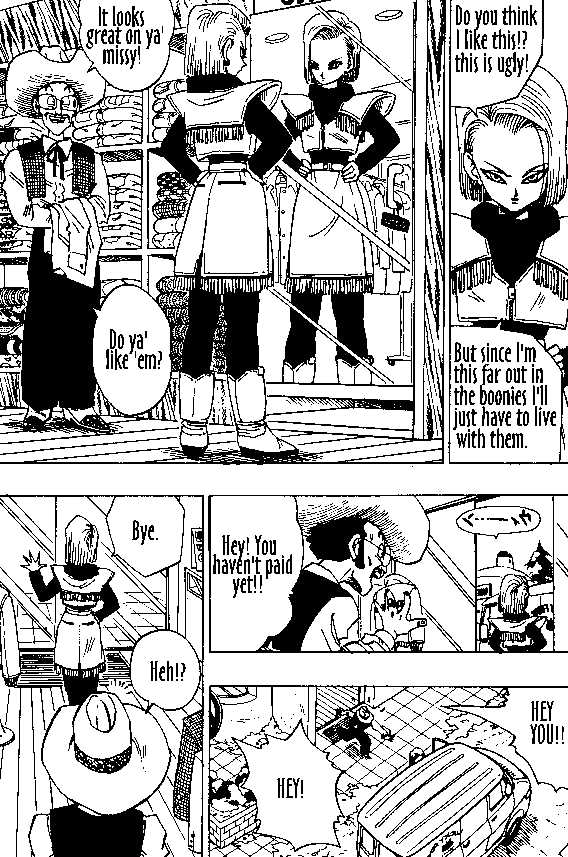 It looks
great on ya'
missy!
Do ya'
like 'em?
Do you think
I like this!?
this is ugly!
But since I'm
this far out in
the boonies I'll
just have to live
with them.
Bye.
Heh!?
Hey! You
haven't paid
yet!!
HEY!
HEY
YOU!!